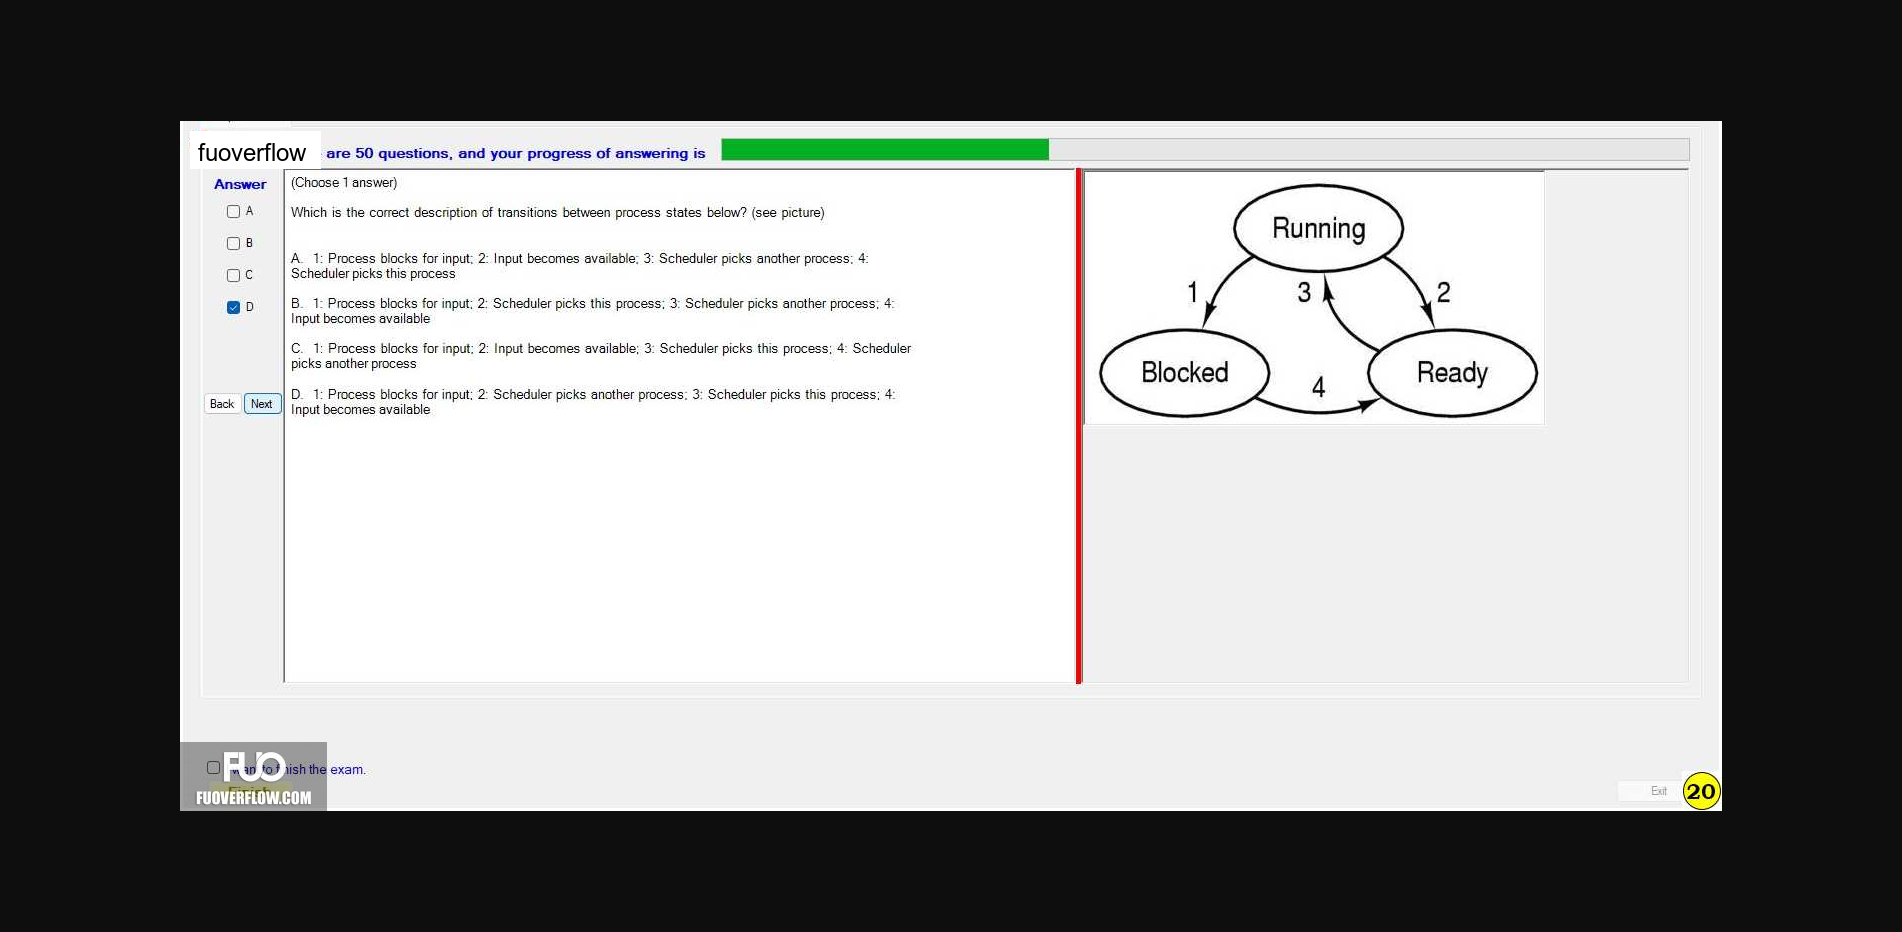 fuoverflow are 50 questions, and your progress of answering is
Answer
A
B
C
D
Back Next
(Choose 1 answer)
Which is the correct description of transitions between process states below? (see picture)
A. 1: Process blocks for input; 2: Input becomes available; 3: Scheduler picks another process; 4:
Scheduler picks this process
B. 1: Process blocks for input; 2: Scheduler picks this process; 3: Scheduler picks another process; 4:
Input becomes available
C. 1: Process blocks for input; 2: Input becomes available; 3: Scheduler picks this process; 4: Scheduler
picks another process
D. 1: Process blocks for input; 2: Scheduler picks another process; 3: Scheduler picks this process; 4:
Input becomes available
Running
1 3 2
Blocked 4 Ready
FUO
the exam.
FUOVERFLOW.COM
Exit 20